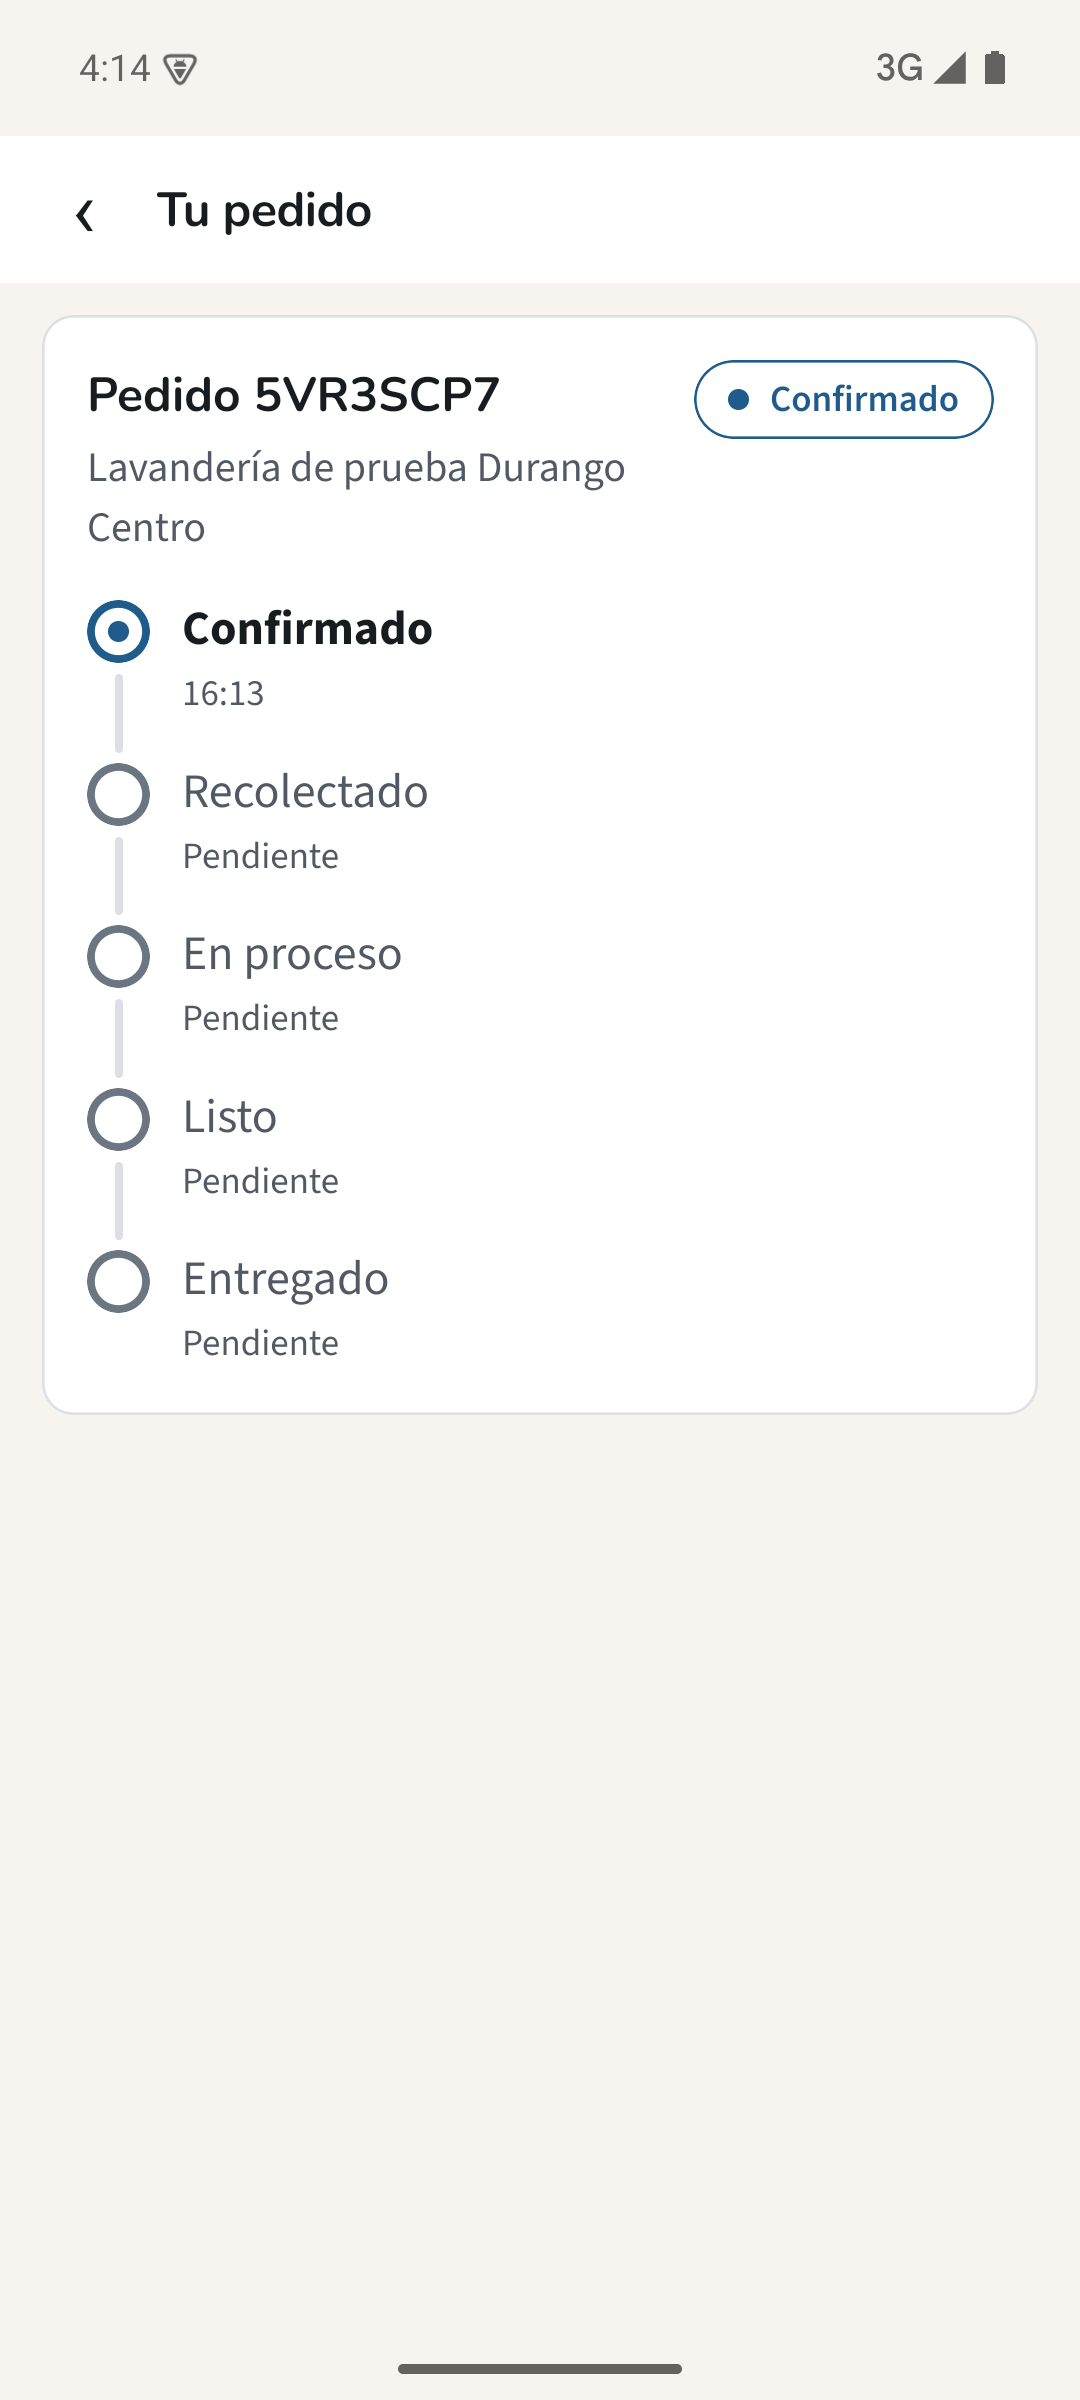 4:14
3G
‹ Tu pedido
Pedido 5VR3SCP7
Confirmado
Lavandería de prueba Durango
Centro
Confirmado
16:13
Recolectado
Pendiente
En proceso
Pendiente
Listo
Pendiente
Entregado
Pendiente